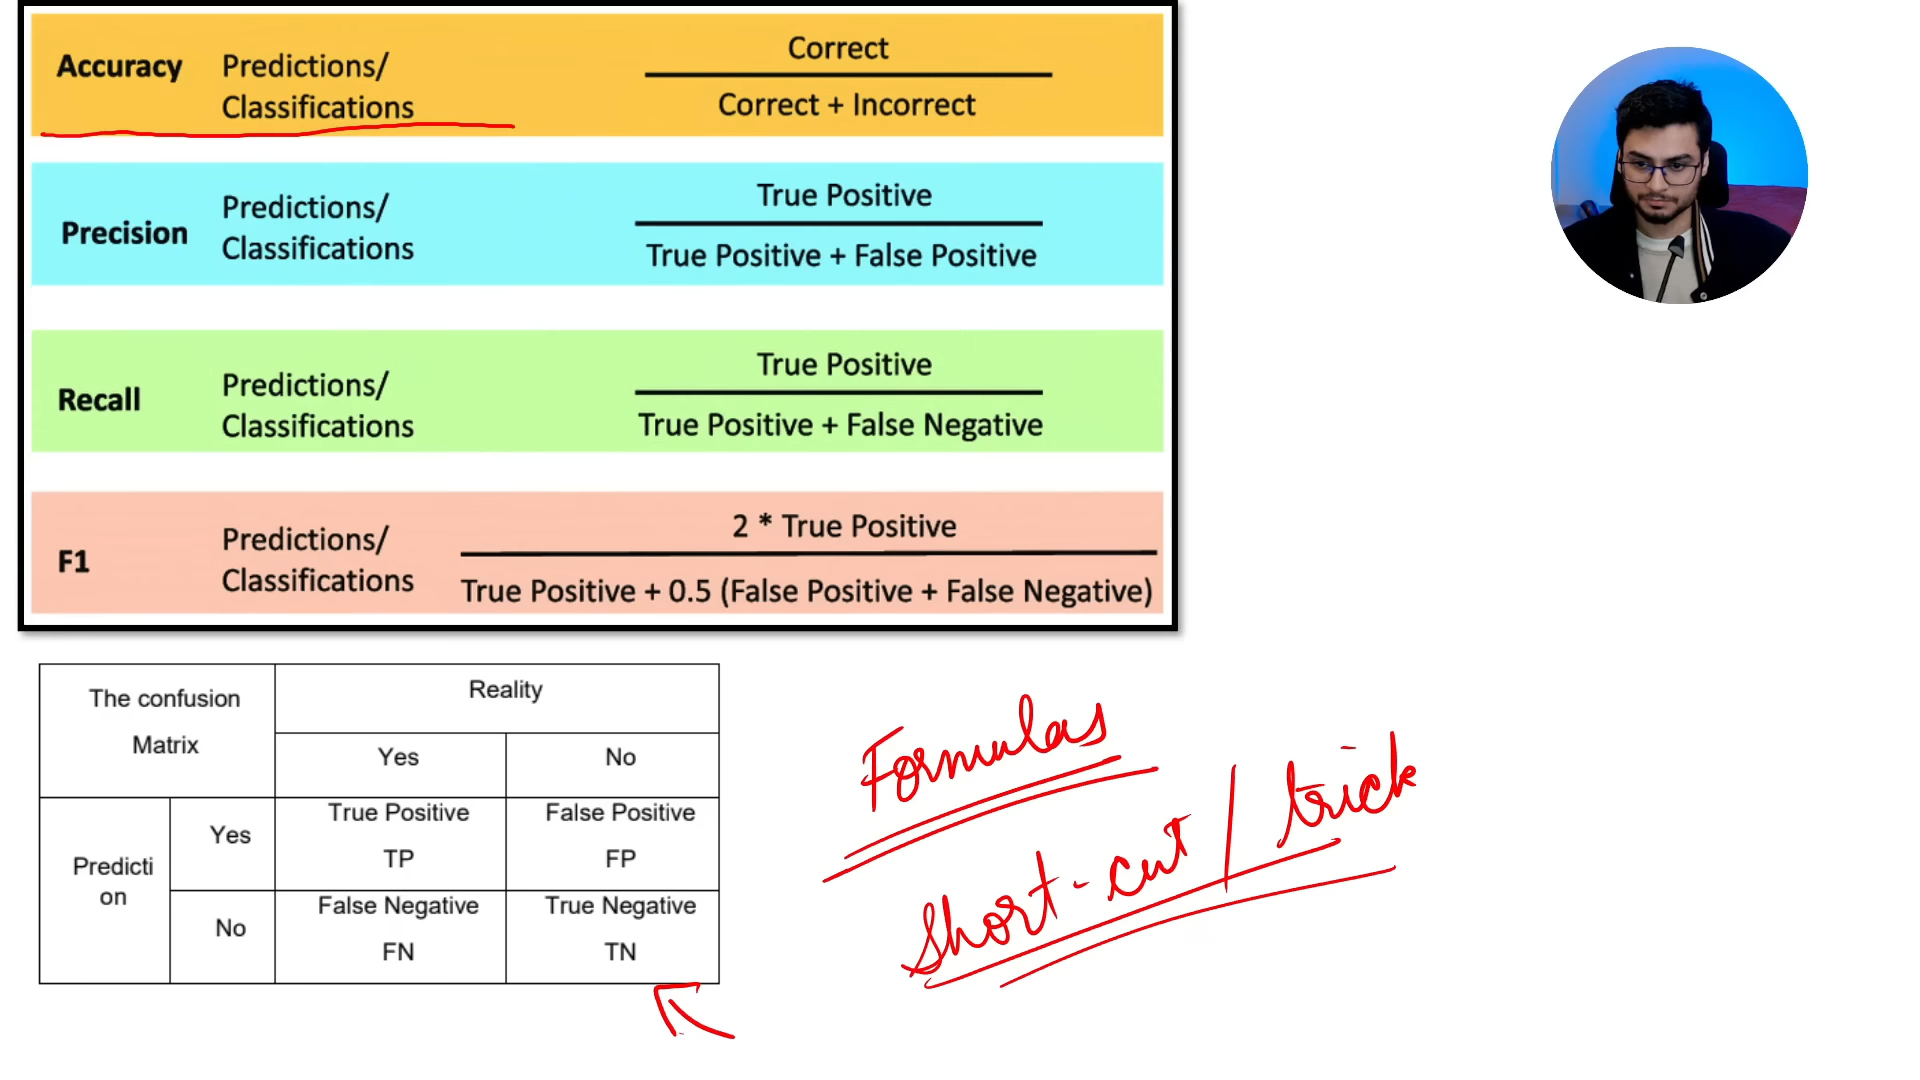 Accuracy
Predictions/
Classifications
Correct
Correct + Incorrect
Precision
Predictions/
Classifications
True Positive
True Positive + False Positive
Recall
Predictions/
Classifications
True Positive
True Positive + False Negative
F1
Predictions/
Classifications
2 * True Positive
True Positive + 0.5 (False Positive + False Negative)
The confusion
Matrix
Reality
Yes
No
Predicti
on
Yes
True Positive
TP
False Positive
FP
No
False Negative
FN
True Negative
TN
Formulas
Short-cut / trick